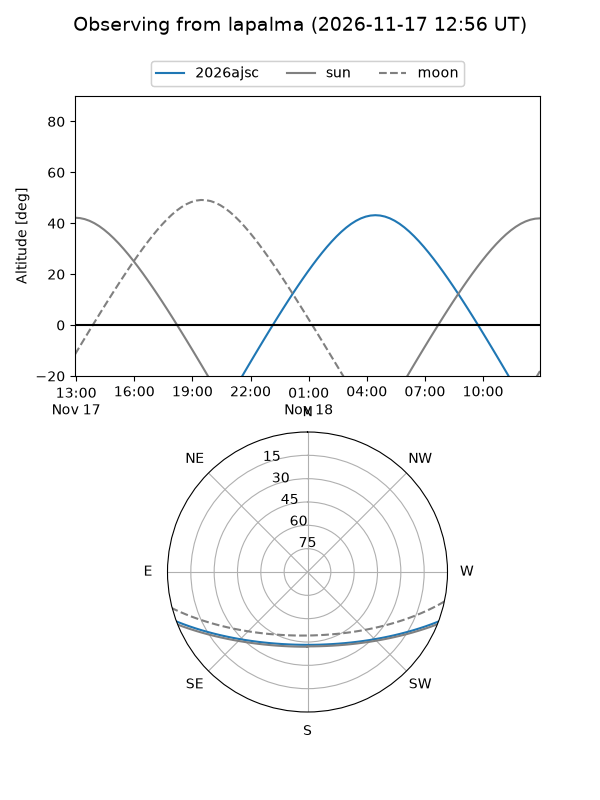 Observing from lapalma (2026-11-17 12:56 UT)
2026ajsc sun moon
Altitude [deg]
80
60
40
20
0
−20
13:00 16:00 19:00 22:00 01:00 04:00 07:00 10:00
Nov 17 Nov 18
N
NE NW
15
30
45
60
75
E W
SE SW
S